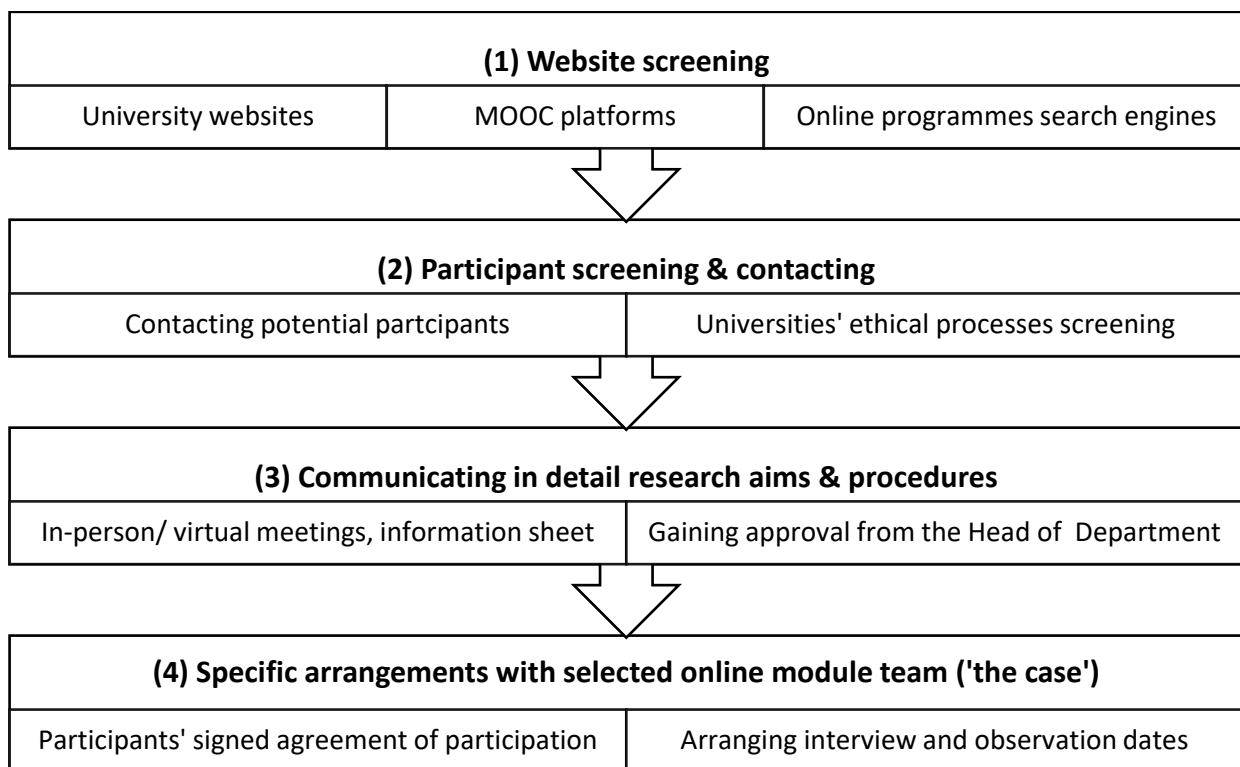 (1) Website screening
University websites
MOOC platforms
Online programmes search engines
(2) Participant screening & contacting
Contacting potential partcipants
Universities' ethical processes screening
(3) Communicating in detail research aims & procedures
In-person/ virtual meetings, information sheet
Gaining approval from the Head of Department
(4) Specific arrangements with selected online module team ('the case')
Participants' signed agreement of participation
Arranging interview and observation dates